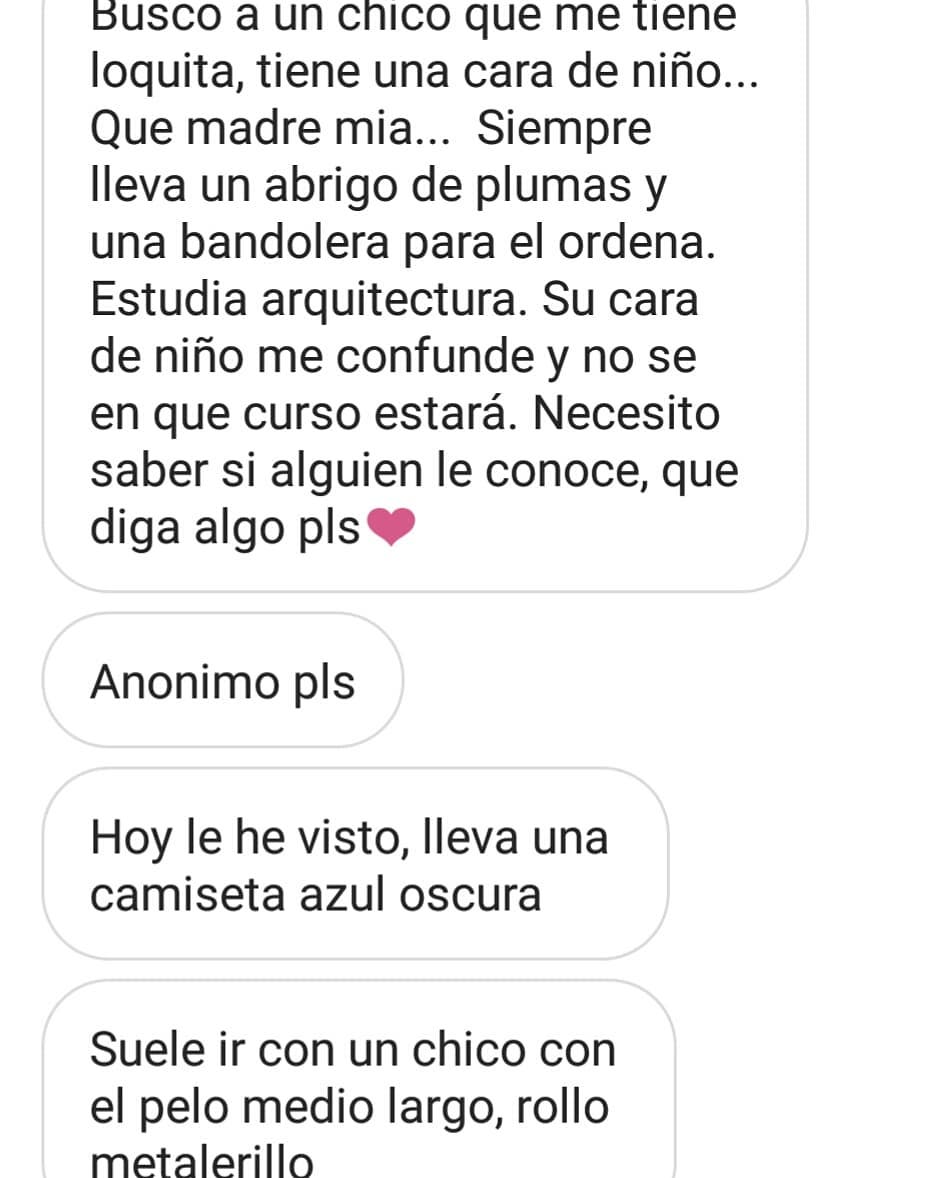 Busco a un chico que me tiene
loquita, tiene una cara de niño...
Que madre mia... Siempre
lleva un abrigo de plumas y
una bandolera para el ordena.
Estudia arquitectura. Su cara
de niño me confunde y no se
en que curso estará. Necesito
saber si alguien le conoce, que
diga algo pls❤
Anonimo pls
Hoy le he visto, lleva una
camiseta azul oscura
Suele ir con un chico con
el pelo medio largo, rollo
metalerillo